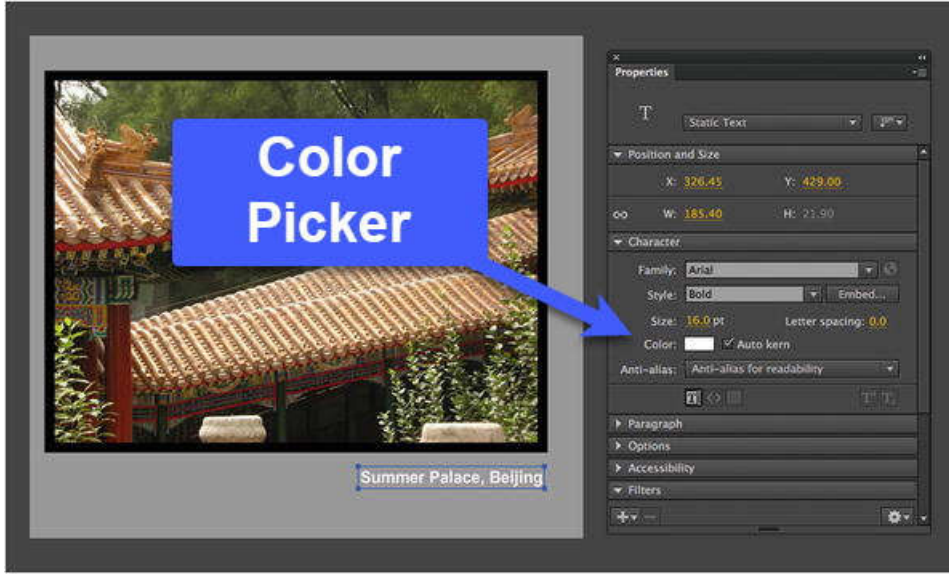 Color
Picker
Summer Palace, Beijing
Properties
T
Static Text
Position and Size
X: 326.45 Y: 429.00
W: 185.40 H: 21.90
Character
Family: Arial
Style: Bold Embed...
Size: 16.0 pt Letter spacing: 0.0
Color: Auto kern
Anti-alias: Anti-alias for readability
Paragraph
Options
Accessibility
Filters